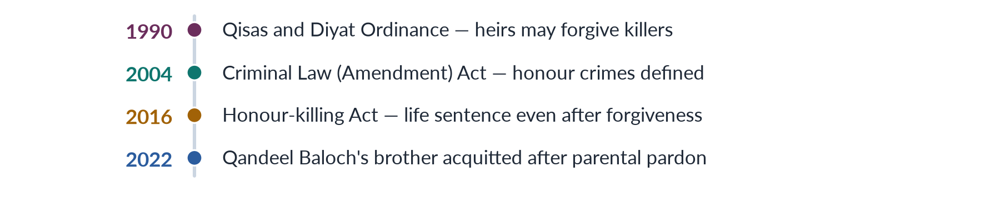 1990 Qisas and Diyat Ordinance — heirs may forgive killers
2004 Criminal Law (Amendment) Act — honour crimes defined
2016 Honour-killing Act — life sentence even after forgiveness
2022 Qandeel Baloch's brother acquitted after parental pardon